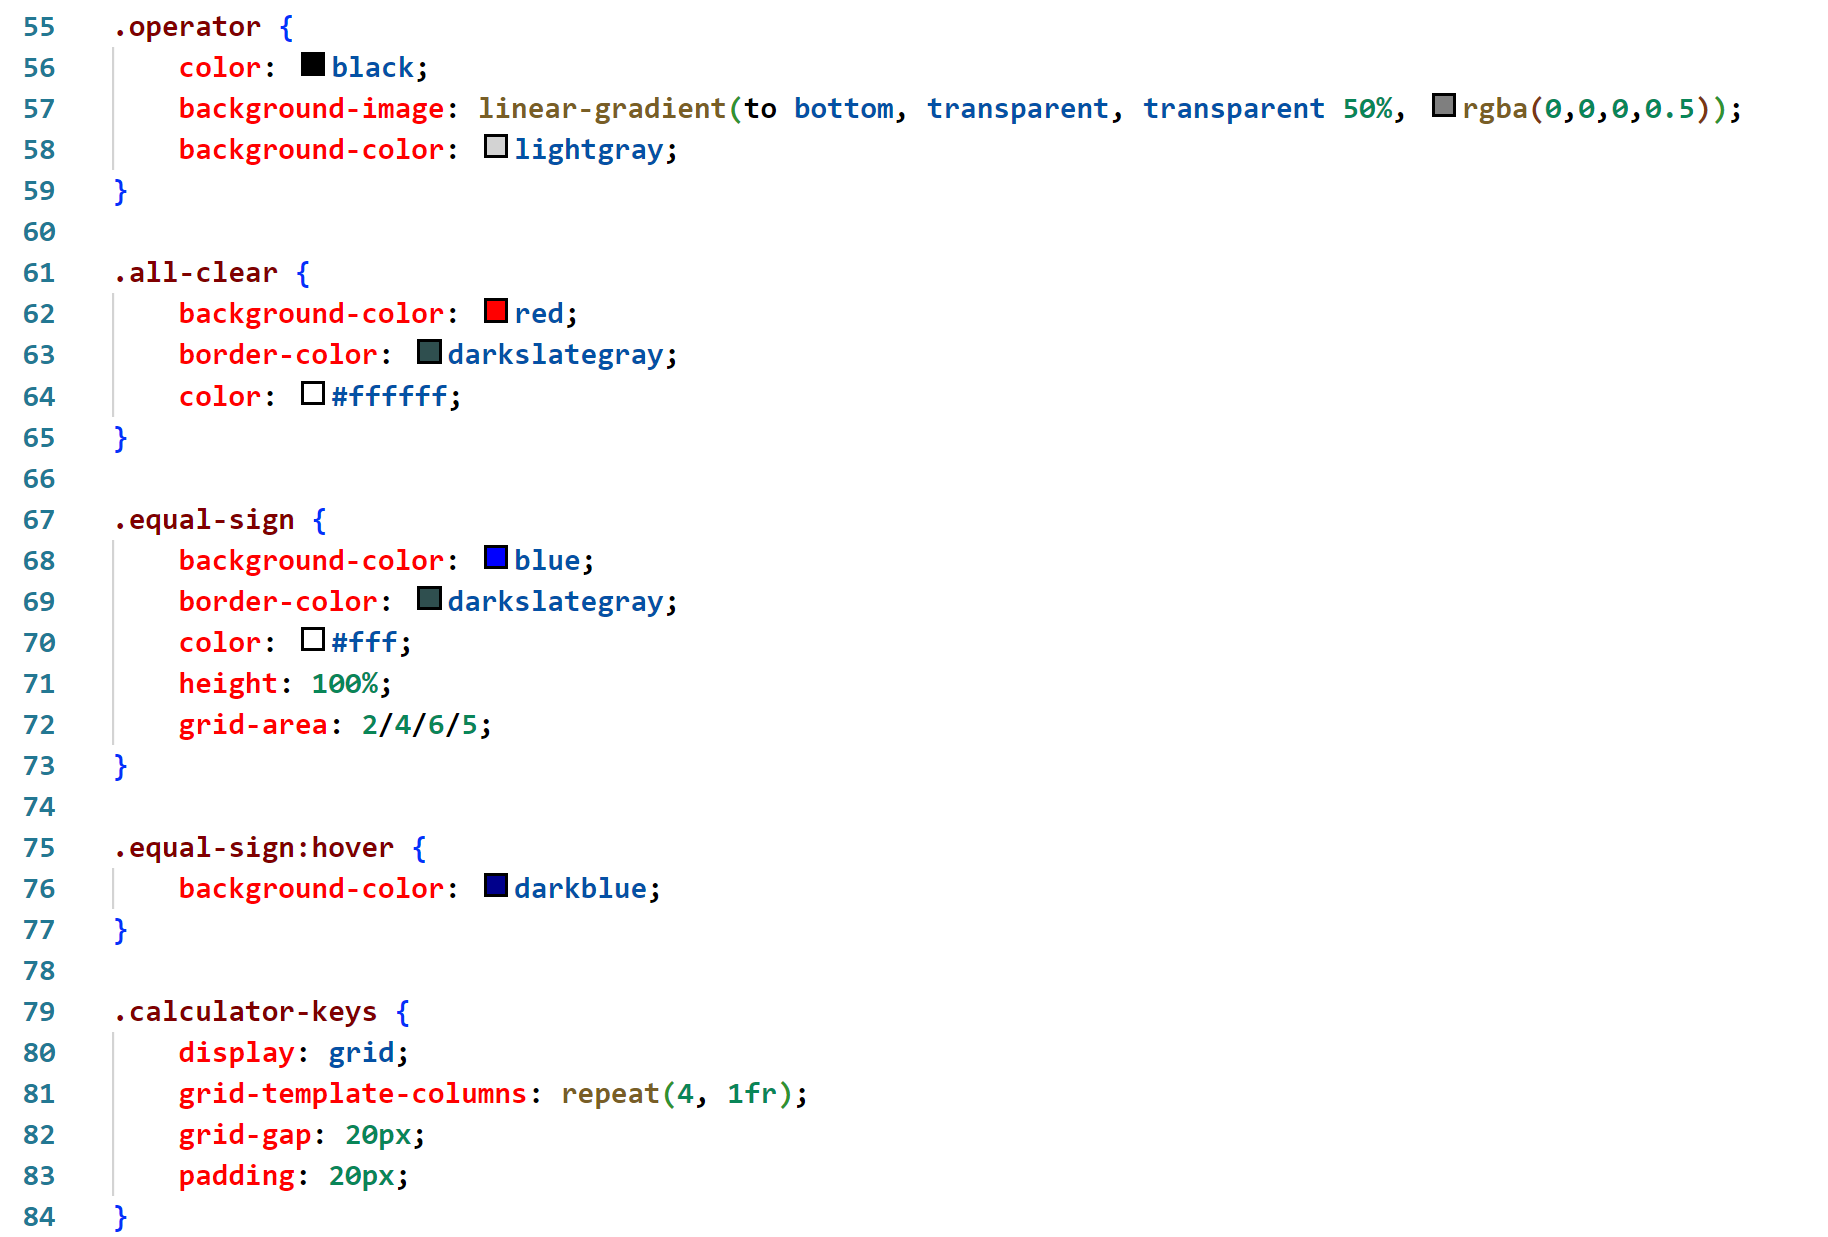 55 .operator {
56     color: black;
57     background-image: linear-gradient(to bottom, transparent, transparent 50%, rgba(0,0,0,0.5));
58     background-color: lightgray;
59 }
60
61 .all-clear {
62     background-color: red;
63     border-color: darkslategray;
64     color: #ffffff;
65 }
66
67 .equal-sign {
68     background-color: blue;
69     border-color: darkslategray;
70     color: #fff;
71     height: 100%;
72     grid-area: 2/4/6/5;
73 }
74
75 .equal-sign:hover {
76     background-color: darkblue;
77 }
78
79 .calculator-keys {
80     display: grid;
81     grid-template-columns: repeat(4, 1fr);
82     grid-gap: 20px;
83     padding: 20px;
84 }